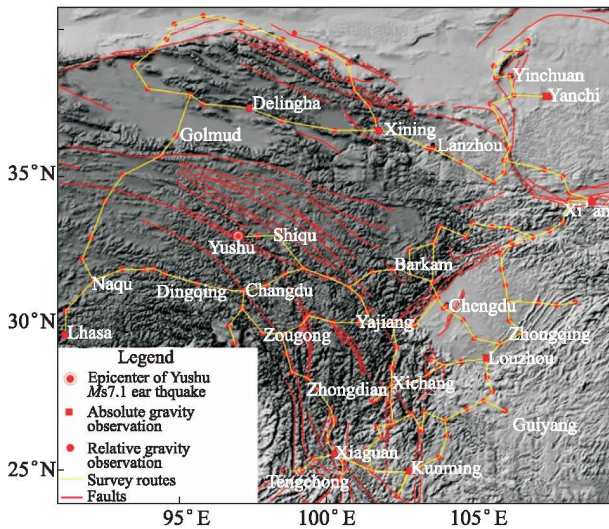 Yinchuan
Yanchi
Delingha
Xining
Golmud
Lanzhou
35°N
Xi'an
Yushu
Shiqu
Barkam
Naqu
Dingqing
Changdu
Chengdu
30°N
Lhasa
Zougong
Yajiang
Zhongqing
Louzhou
Legend
Epicenter of Yushu
Ms7.1 ear thquake
Absolute gravity
observation
Relative gravity
observation
Survey routes
Faults
Zhongdian
Xichang
Guiyang
Xiaguan
25°N
Tengchong
Kunming
95°E
100°E
105°E